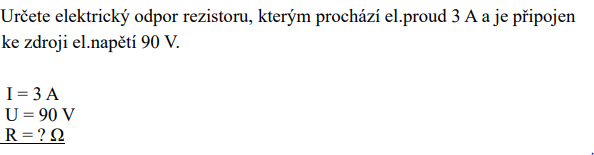 Určete elektrický odpor rezistoru, kterým prochází el.proud 3 A a je připojen
ke zdroji el.napětí 90 V.
I = 3 A
U = 90 V
R = ? Ω